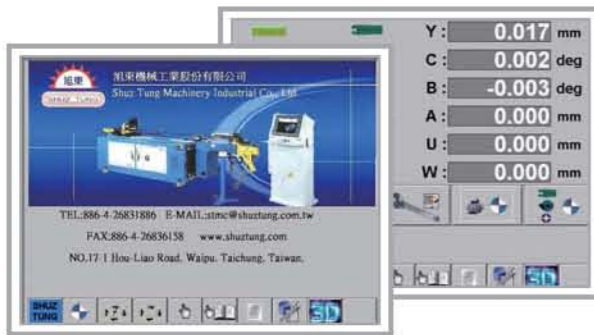 旭東
SHUZ TUNG
旭東機械工業股份有限公司
Shuz Tung Machinery Industrial Co., Ltd.
TEL:886-4-26831886 E-MAIL:stmc@shuztung.com.tw
FAX:886-4-26836158 www.shuztung.com
NO.17-1 Hou-Liao Road. Waipu. Taichung. Taiwan.
SHUZ TUNG
3D
Y : 0.017 mm
C : 0.002 deg
B : -0.003 deg
A : 0.000 mm
U : 0.000 mm
W : 0.000 mm
3D